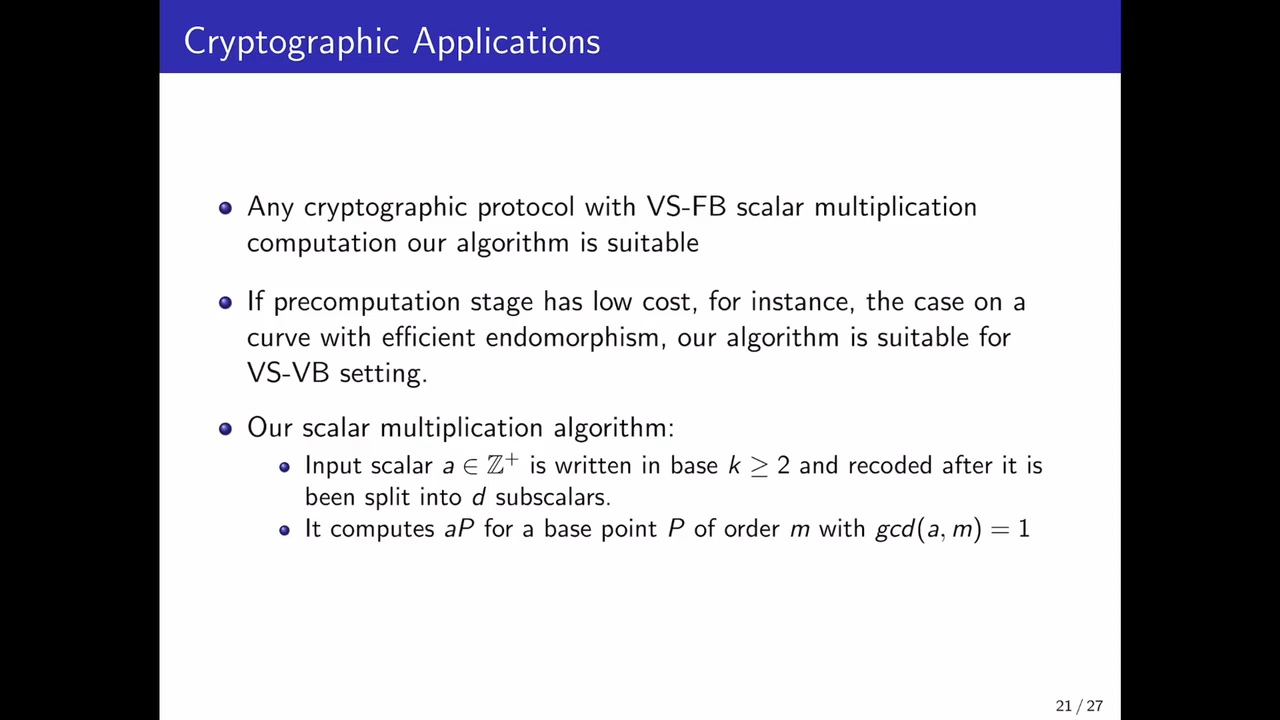 Cryptographic Applications
Any cryptographic protocol with VS-FB scalar multiplication
computation our algorithm is suitable
If precomputation stage has low cost, for instance, the case on a
curve with efficient endomorphism, our algorithm is suitable for
VS-VB setting.
Our scalar multiplication algorithm:
Input scalar a ∈ ℤ⁺ is written in base k ≥ 2 and recoded after it is
been split into d subscalars.
It computes aP for a base point P of order m with gcd(a, m) = 1
21 / 27